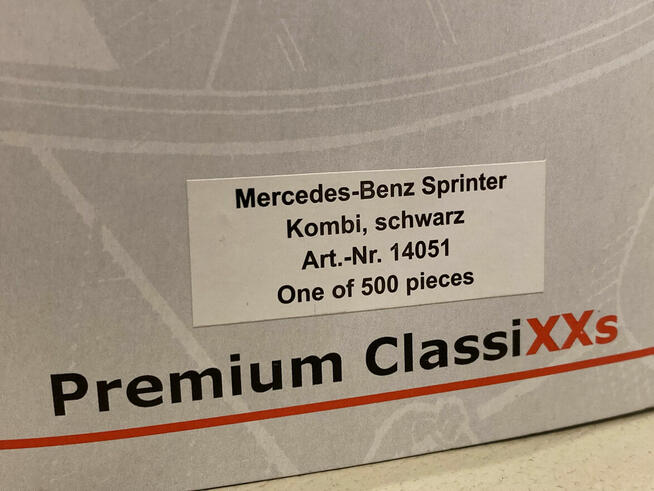 Mercedes-Benz Sprinter
Kombi, schwarz
Art.-Nr. 14051
One of 500 pieces
Premium ClassiXXs